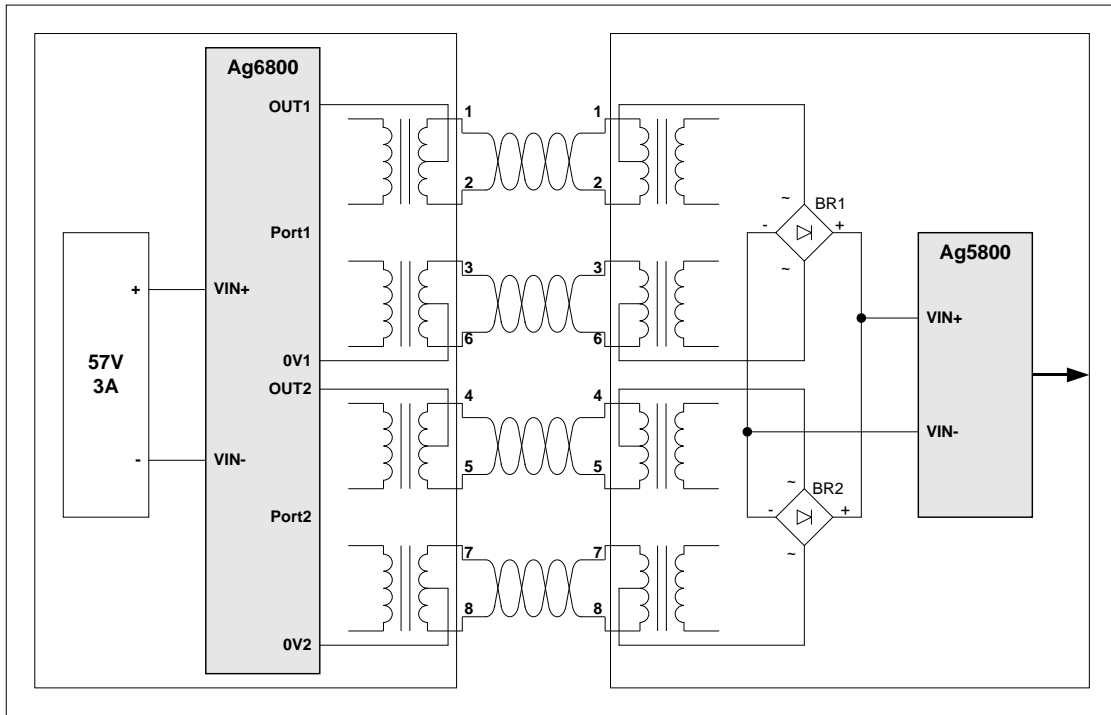 Ag6800
OUT1
Port1
VIN+
0V1
OUT2
VIN-
Port2
0V2
+
57V
3A
-
1
2
3
6
4
5
7
8
1
2
3
6
4
5
7
8
~
BR1
-
+
~
~
BR2
-
+
~
Ag5800
VIN+
VIN-